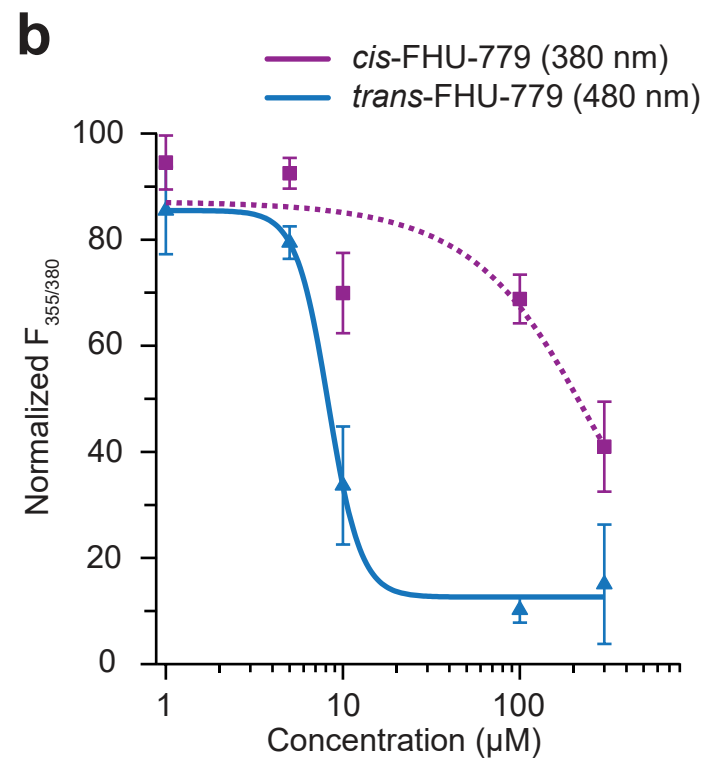 b
cis-FHU-779 (380 nm)
trans-FHU-779 (480 nm)
100
80
60
40
20
0
Normalized F355/380
1
10
100
Concentration (μM)